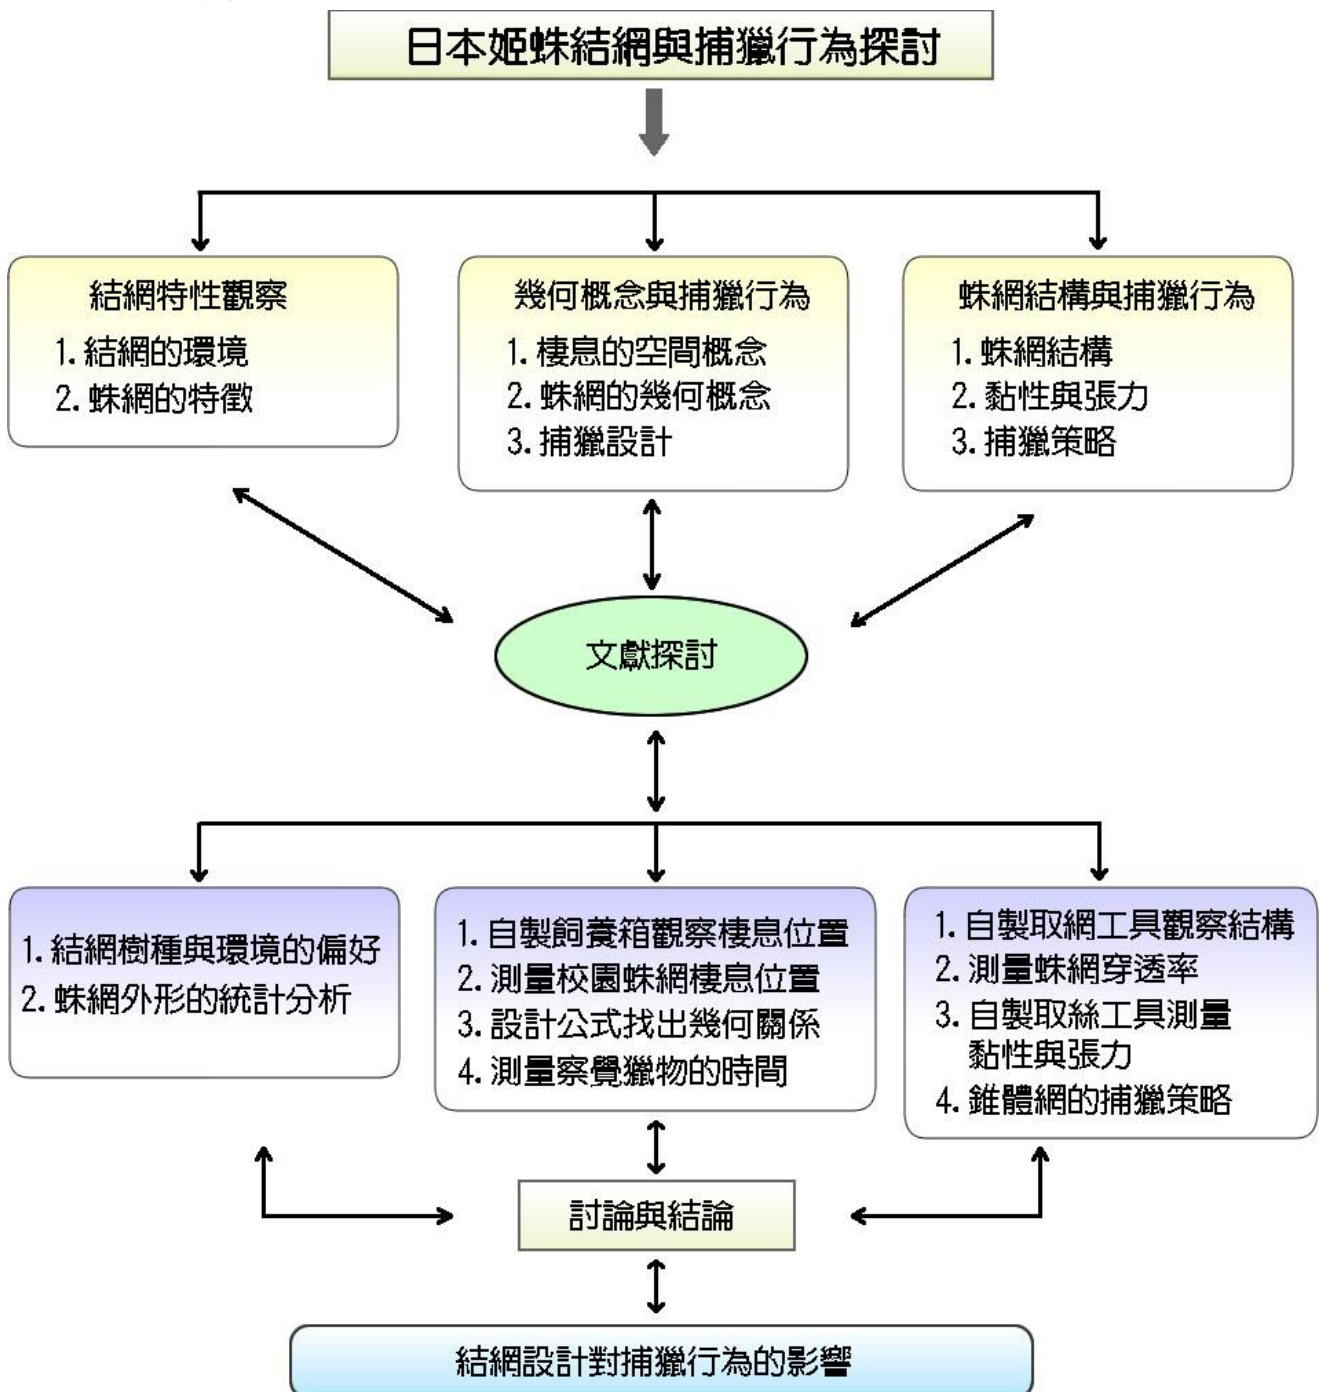 日本姬蛛結網與捕獵行為探討
結網特性觀察
1. 結網的環境
2. 蛛網的特徵
幾何概念與捕獵行為
1. 棲息的空間概念
2. 蛛網的幾何概念
3. 捕獵設計
蛛網結構與捕獵行為
1. 蛛網結構
2. 黏性與張力
3. 捕獵策略
文獻探討
1. 結網樹種與環境的偏好
2. 蛛網外形的統計分析
1. 自製飼養箱觀察棲息位置
2. 測量校園蛛網棲息位置
3. 設計公式找出幾何關係
4. 測量察覺獵物的時間
1. 自製取網工具觀察結構
2. 測量蛛網穿透率
3. 自製取絲工具測量
黏性與張力
4. 錐體網的捕獵策略
討論與結論
結網設計對捕獵行為的影響